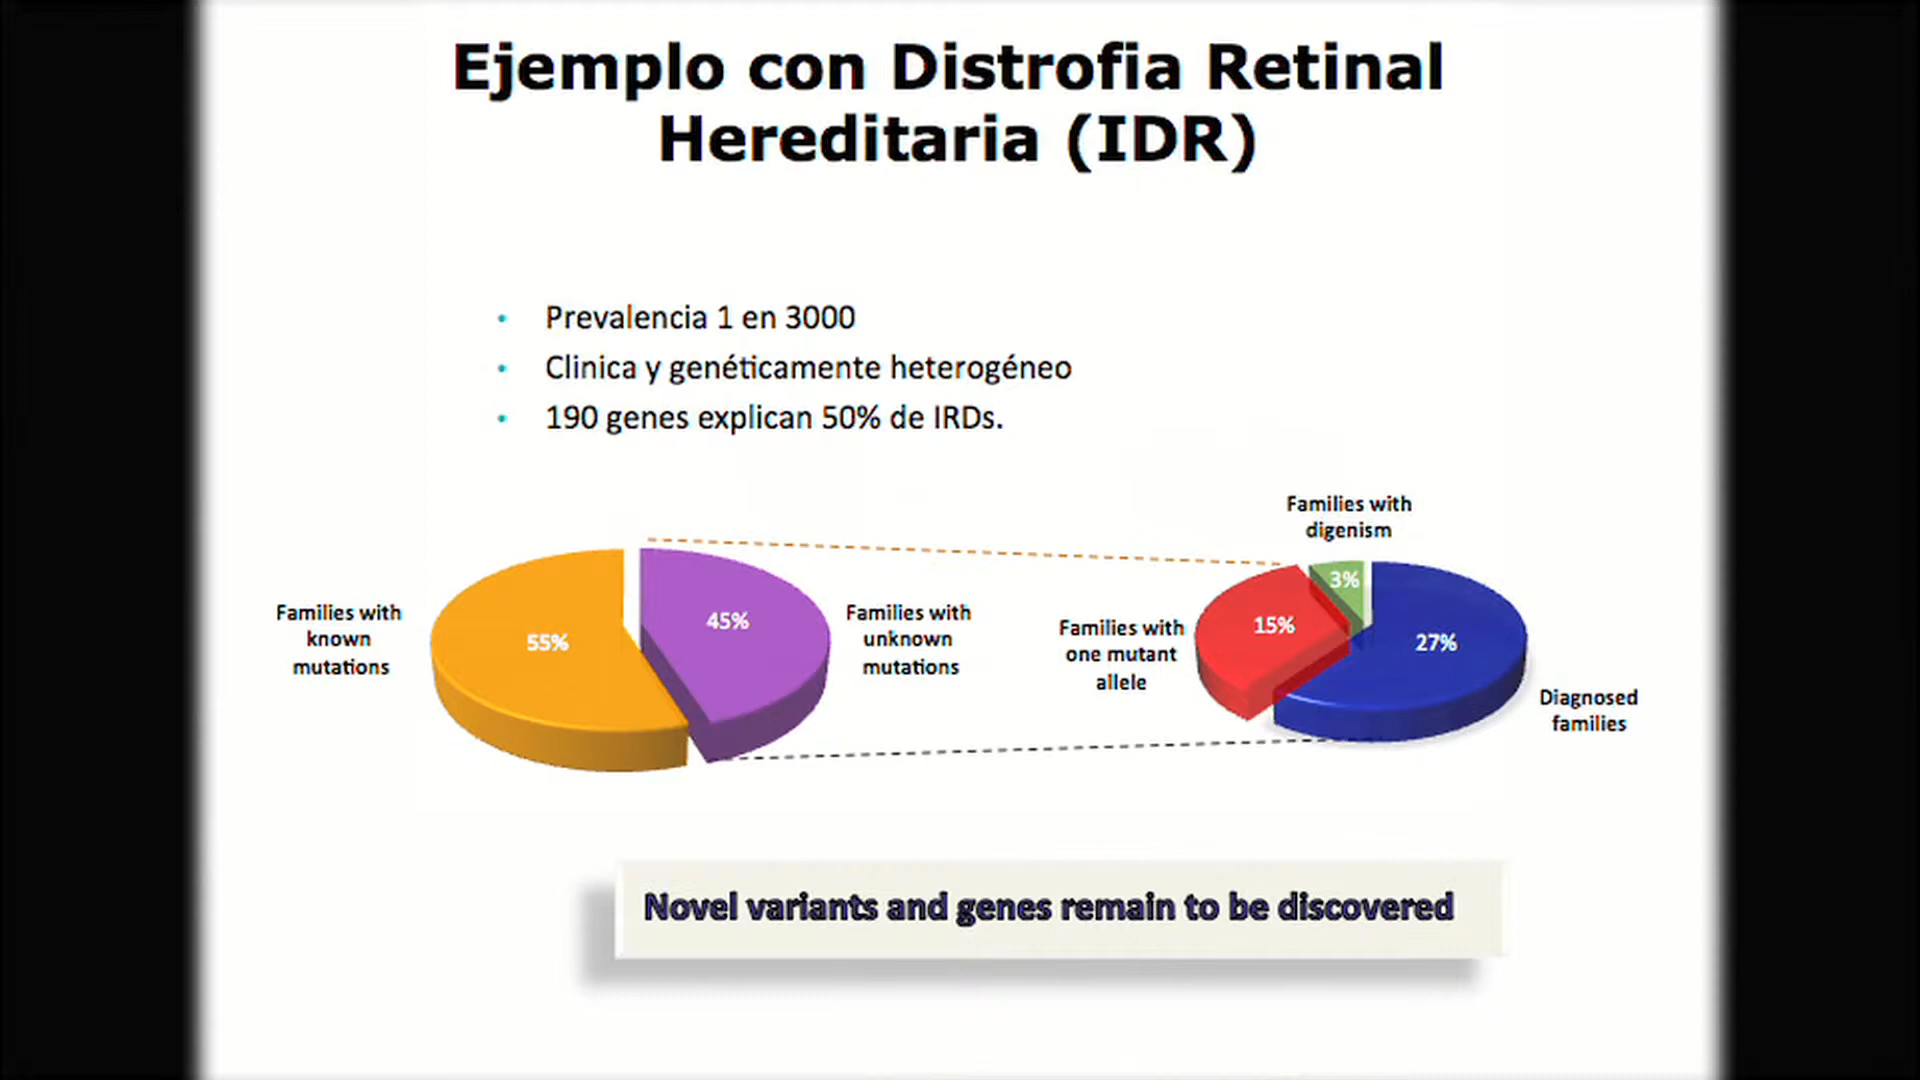 Ejemplo con Distrofia Retinal
Hereditaria (IDR)
• Prevalencia 1 en 3000
• Clinica y genéticamente heterogéneo
• 190 genes explican 50% de IRDs.
Families with
known
mutations
55%
45%
Families with
unknown
mutations
Families with
one mutant
allele
15%
Families with
digenism
3%
27%
Diagnosed
families
Novel variants and genes remain to be discovered